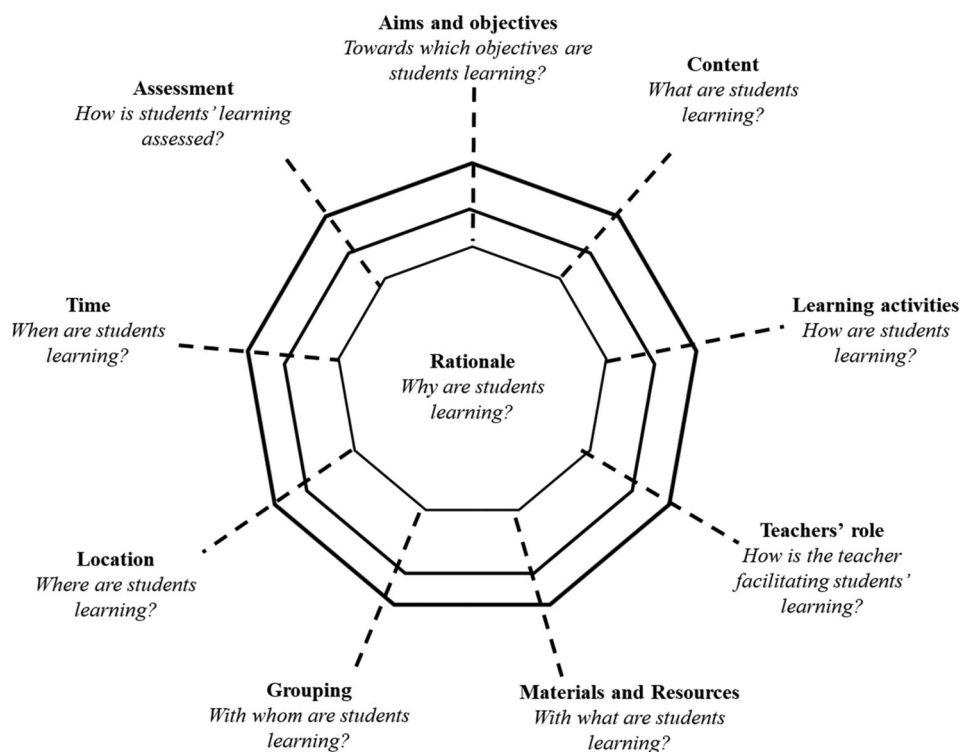 Aims and objectives
Towards which objectives are
students learning?
Content
What are students
learning?
Learning activities
How are students
learning?
Teachers’ role
How is the teacher
facilitating students’
learning?
Materials and Resources
With what are students
learning?
Grouping
With whom are students
learning?
Location
Where are students
learning?
Time
When are students
learning?
Assessment
How is students’ learning
assessed?
Rationale
Why are students
learning?